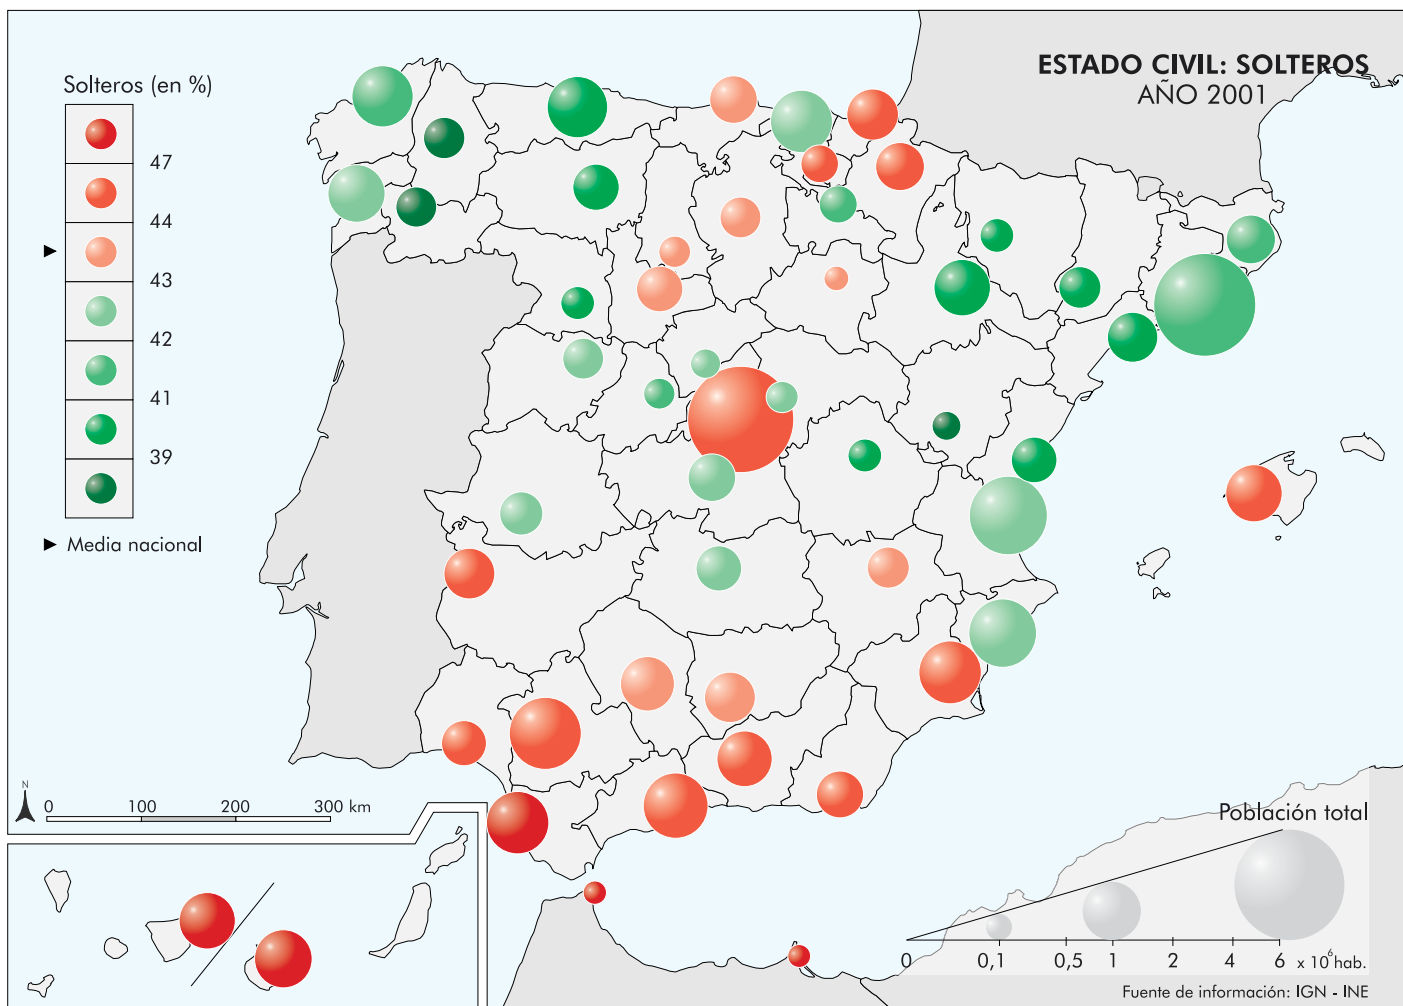 ESTADO CIVIL: SOLTEROS
AÑO 2001
Solteros (en %)
47
44
43
42
41
39
► Media nacional
N
0 100 200 300 km
Población total
0 0,1 0,5 1 2 4 6 x 10⁶ hab.
Fuente de información: IGN - INE